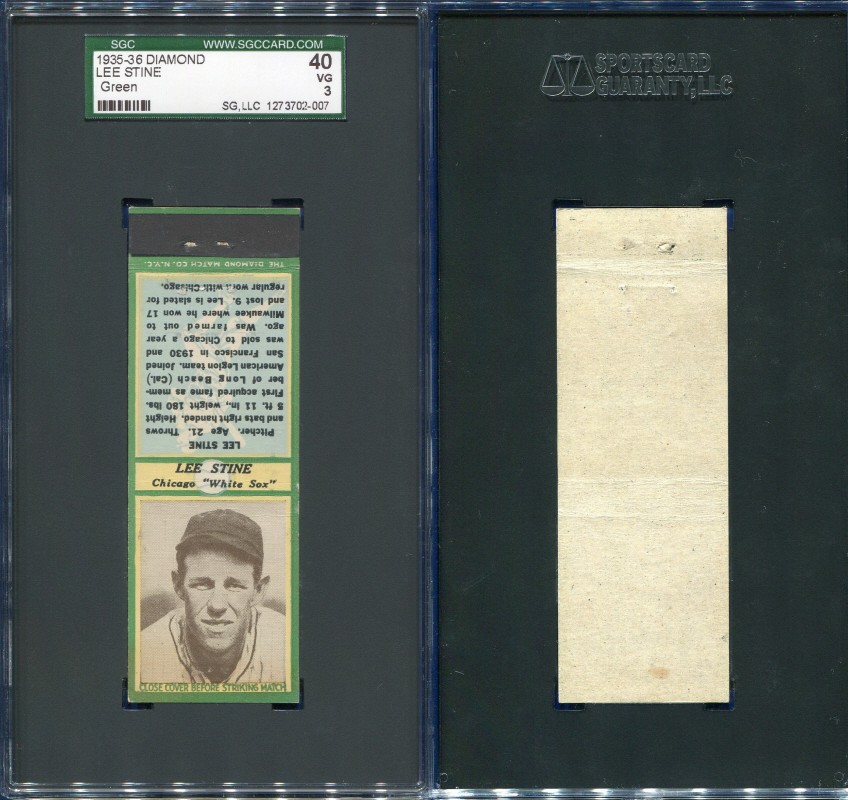 SGC WWW.SGCCARD.COM
1935-36 DIAMOND 40
LEE STINE VG
Green 3
SG, LLC 1273702-007
SPORTSCARD
GUARANTY, LLC
THE DIAMOND MATCH CO. N.Y.C.
LEE STINE
Pitcher. Age 21. Throws
and bats right handed. Height
5 ft. 11 in., weight 180 lbs.
First acquired fame as mem-
ber of Long Beach (Cal.)
American Legion team. Joined
San Francisco in 1930 and
was sold to Chicago a year
ago. Was farmed out to
Milwaukee where he won 17
and lost 9. Lee is slated for
regular work with Chicago.
LEE STINE
Chicago "White Sox"
CLOSE COVER BEFORE STRIKING MATCH